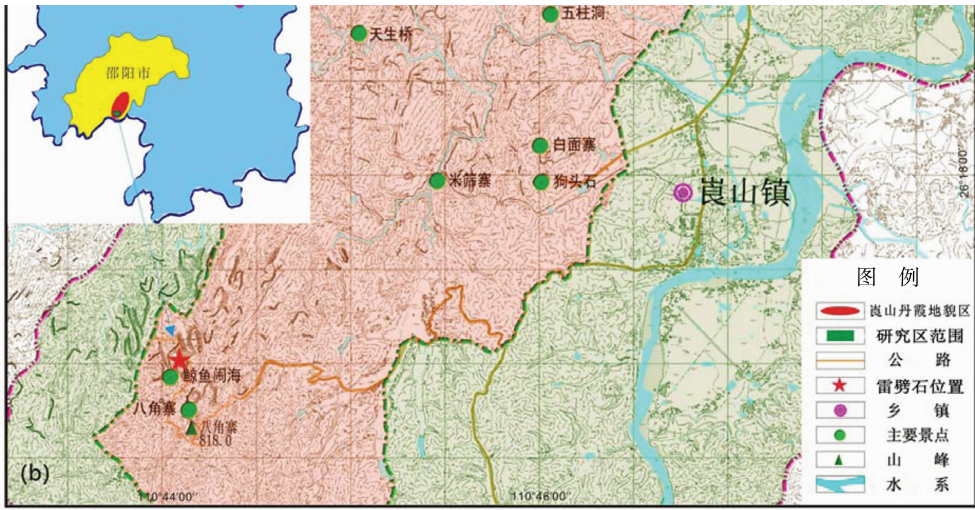 五柱洞
天生桥
邵阳市
白面寨
米筛寨
狗头石
崀山镇
26°18′00″
图 例
崀山丹霞地貌区
研究区范围
公 路
雷劈石位置
乡 镇
主要景点
山 峰
水 系
鲸鱼闹海
八角寨
八角寨
818.0
(b)
110°44′00″
110°46′00″